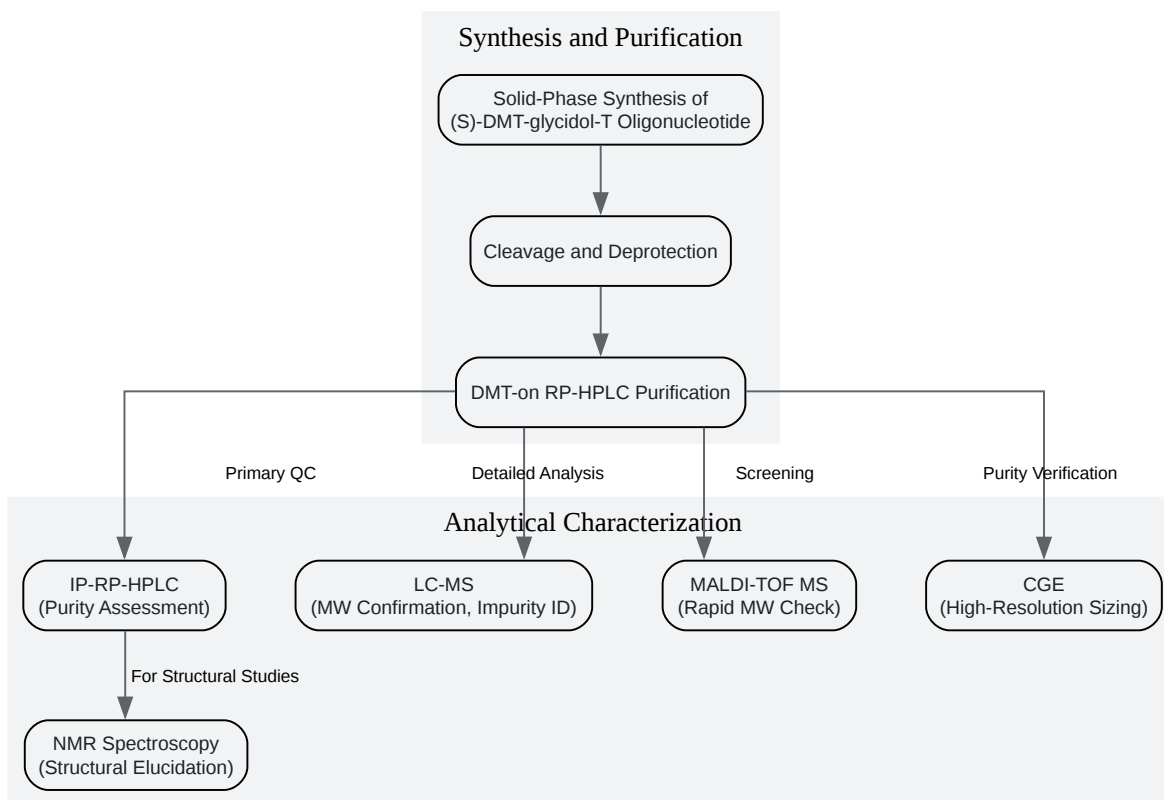 Synthesis and Purification
Solid-Phase Synthesis of
(S)-DMT-glycidol-T Oligonucleotide
Cleavage and Deprotection
DMT-on RP-HPLC Purification
Primary QC
Detailed Analysis
Screening
Purity Verification
Analytical Characterization
IP-RP-HPLC
(Purity Assessment)
LC-MS
(MW Confirmation, Impurity ID)
MALDI-TOF MS
(Rapid MW Check)
CGE
(High-Resolution Sizing)
For Structural Studies
NMR Spectroscopy
(Structural Elucidation)